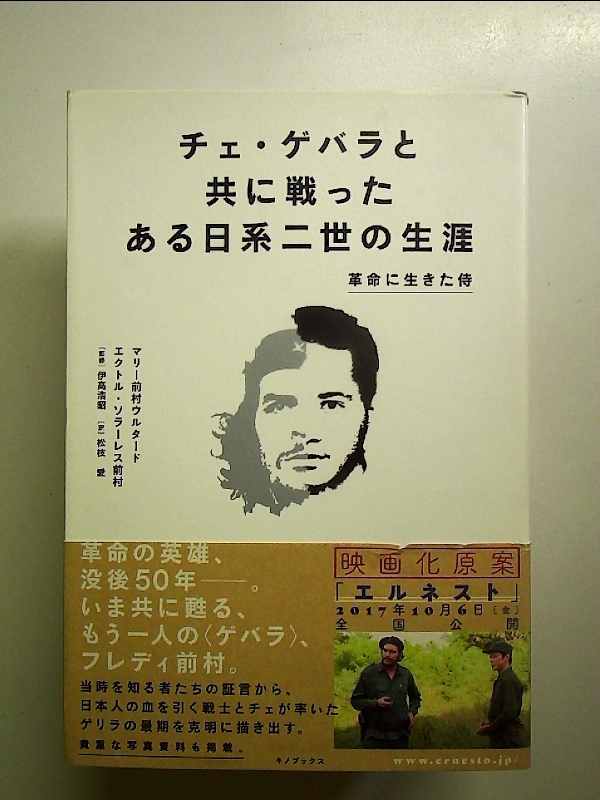 チェ・ゲバラと
共に戦った
ある日系二世の生涯
革命に生きた侍
マリー前村ウルタード
エクトル・ソラーレス前村
［監修］伊高浩昭 ［訳］松枝 愛
革命の英雄、
没後50年――。
いま共に甦る、
もう一人の〈ゲバラ〉、
フレディ前村。
当時を知る者たちの証言から、
日本人の血を引く戦士とチェが率いた
ゲリラの最期を克明に描き出す。
貴重な写真資料も掲載。
キノブックス
映画化原案
「エルネスト」
2017年10月6日［金］
全国公開
www.ernesto.jp